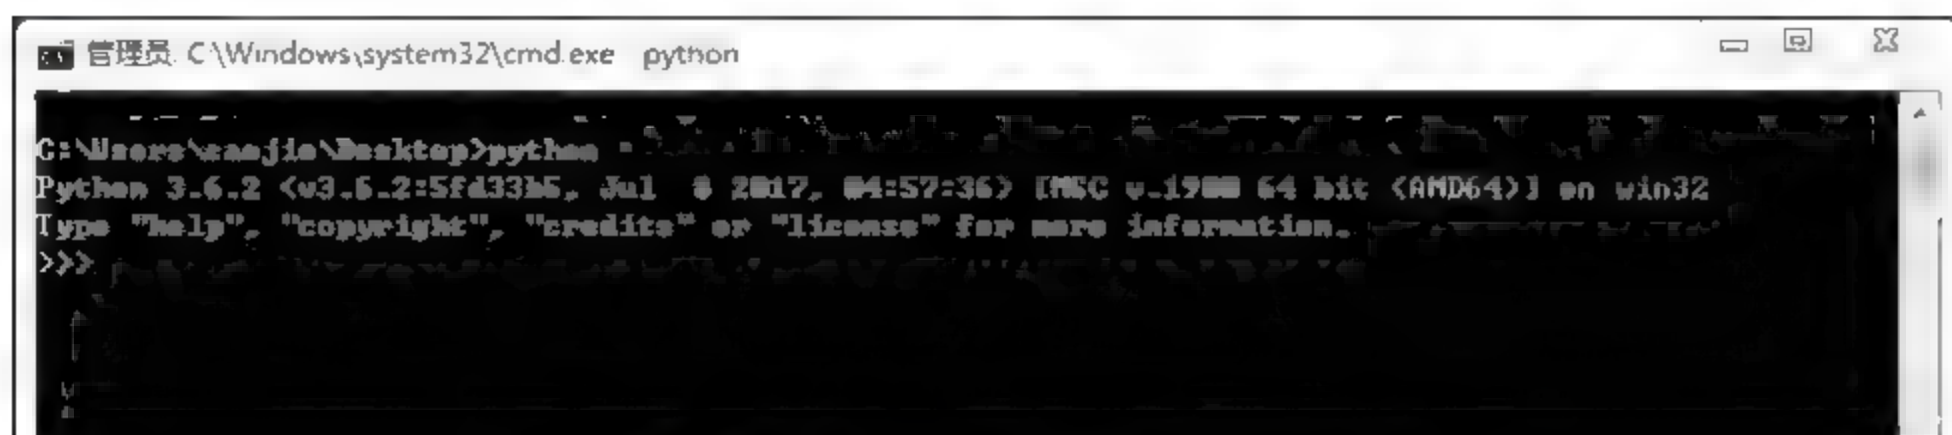 管理员 C:\Windows\system32\cmd.exe python
C:\Users\caojie\Desktop>python
Python 3.6.2 (v3.6.2:5fd33b5, Jul 8 2017, 04:57:36) [MSC v.1900 64 bit (AMD64)] on win32
Type "help", "copyright", "credits" or "license" for more information.
>>>